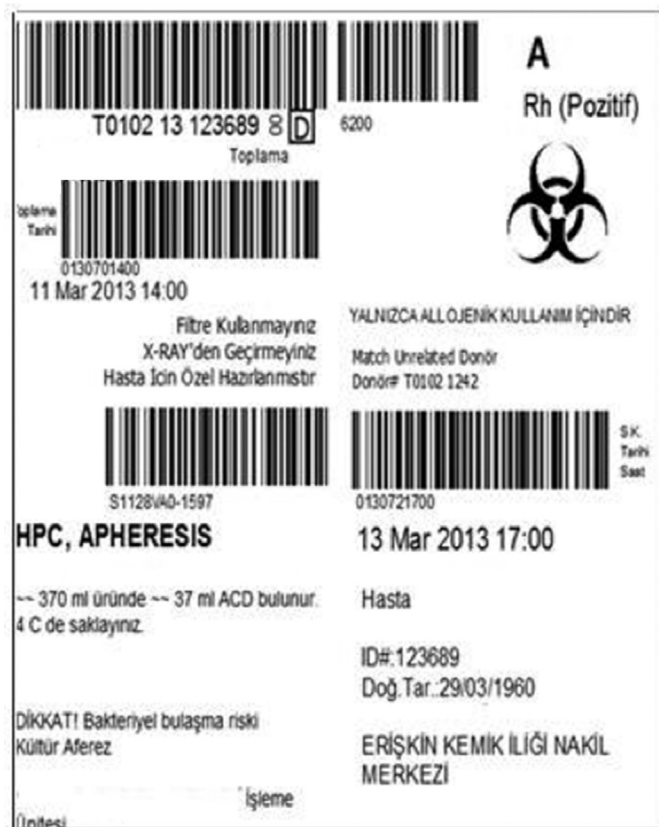 T0102 13 123689 80 D
Toplama
6200
A
Rh (Pozitif)
Toplama
Tarihi
0130701400
11 Mar 2013 14:00
Filtre Kullanmayınız
X-RAY'den Geçirmeyiniz
Hasta İcin Özel Hazırlanmıstır
YALNIZCA ALLOJENİK KULLANIM İÇİNDİR
Match Unrelated Donör
Donör# T0102 1242
S1128VA0-1597
0130721700
S.K.
Tarihi
Saat
HPC, APHERESIS
13 Mar 2013 17:00
~~ 370 ml üründe ~~ 37 ml ACD bulunur.
4 C de saklayınız.
Hasta
ID#:123689
Doğ.Tar.:29/03/1960
DİKKAT! Bakteriyel bulaşma riski
Kültür Aferez
ERİŞKİN KEMİK İLİĞİ NAKİL
MERKEZİ
İşleme
Ünitesi